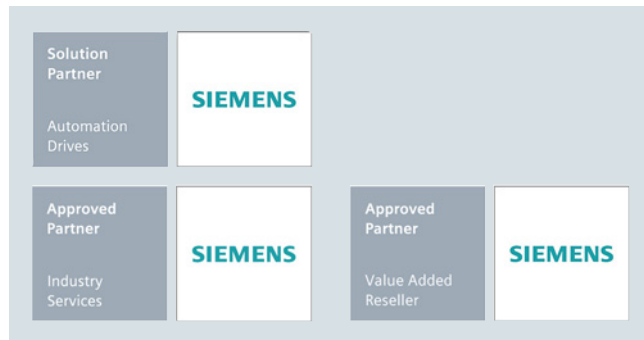 Solution
Partner
Automation
Drives
SIEMENS
Approved
Partner
Industry
Services
SIEMENS
Approved
Partner
Value Added
Reseller
SIEMENS